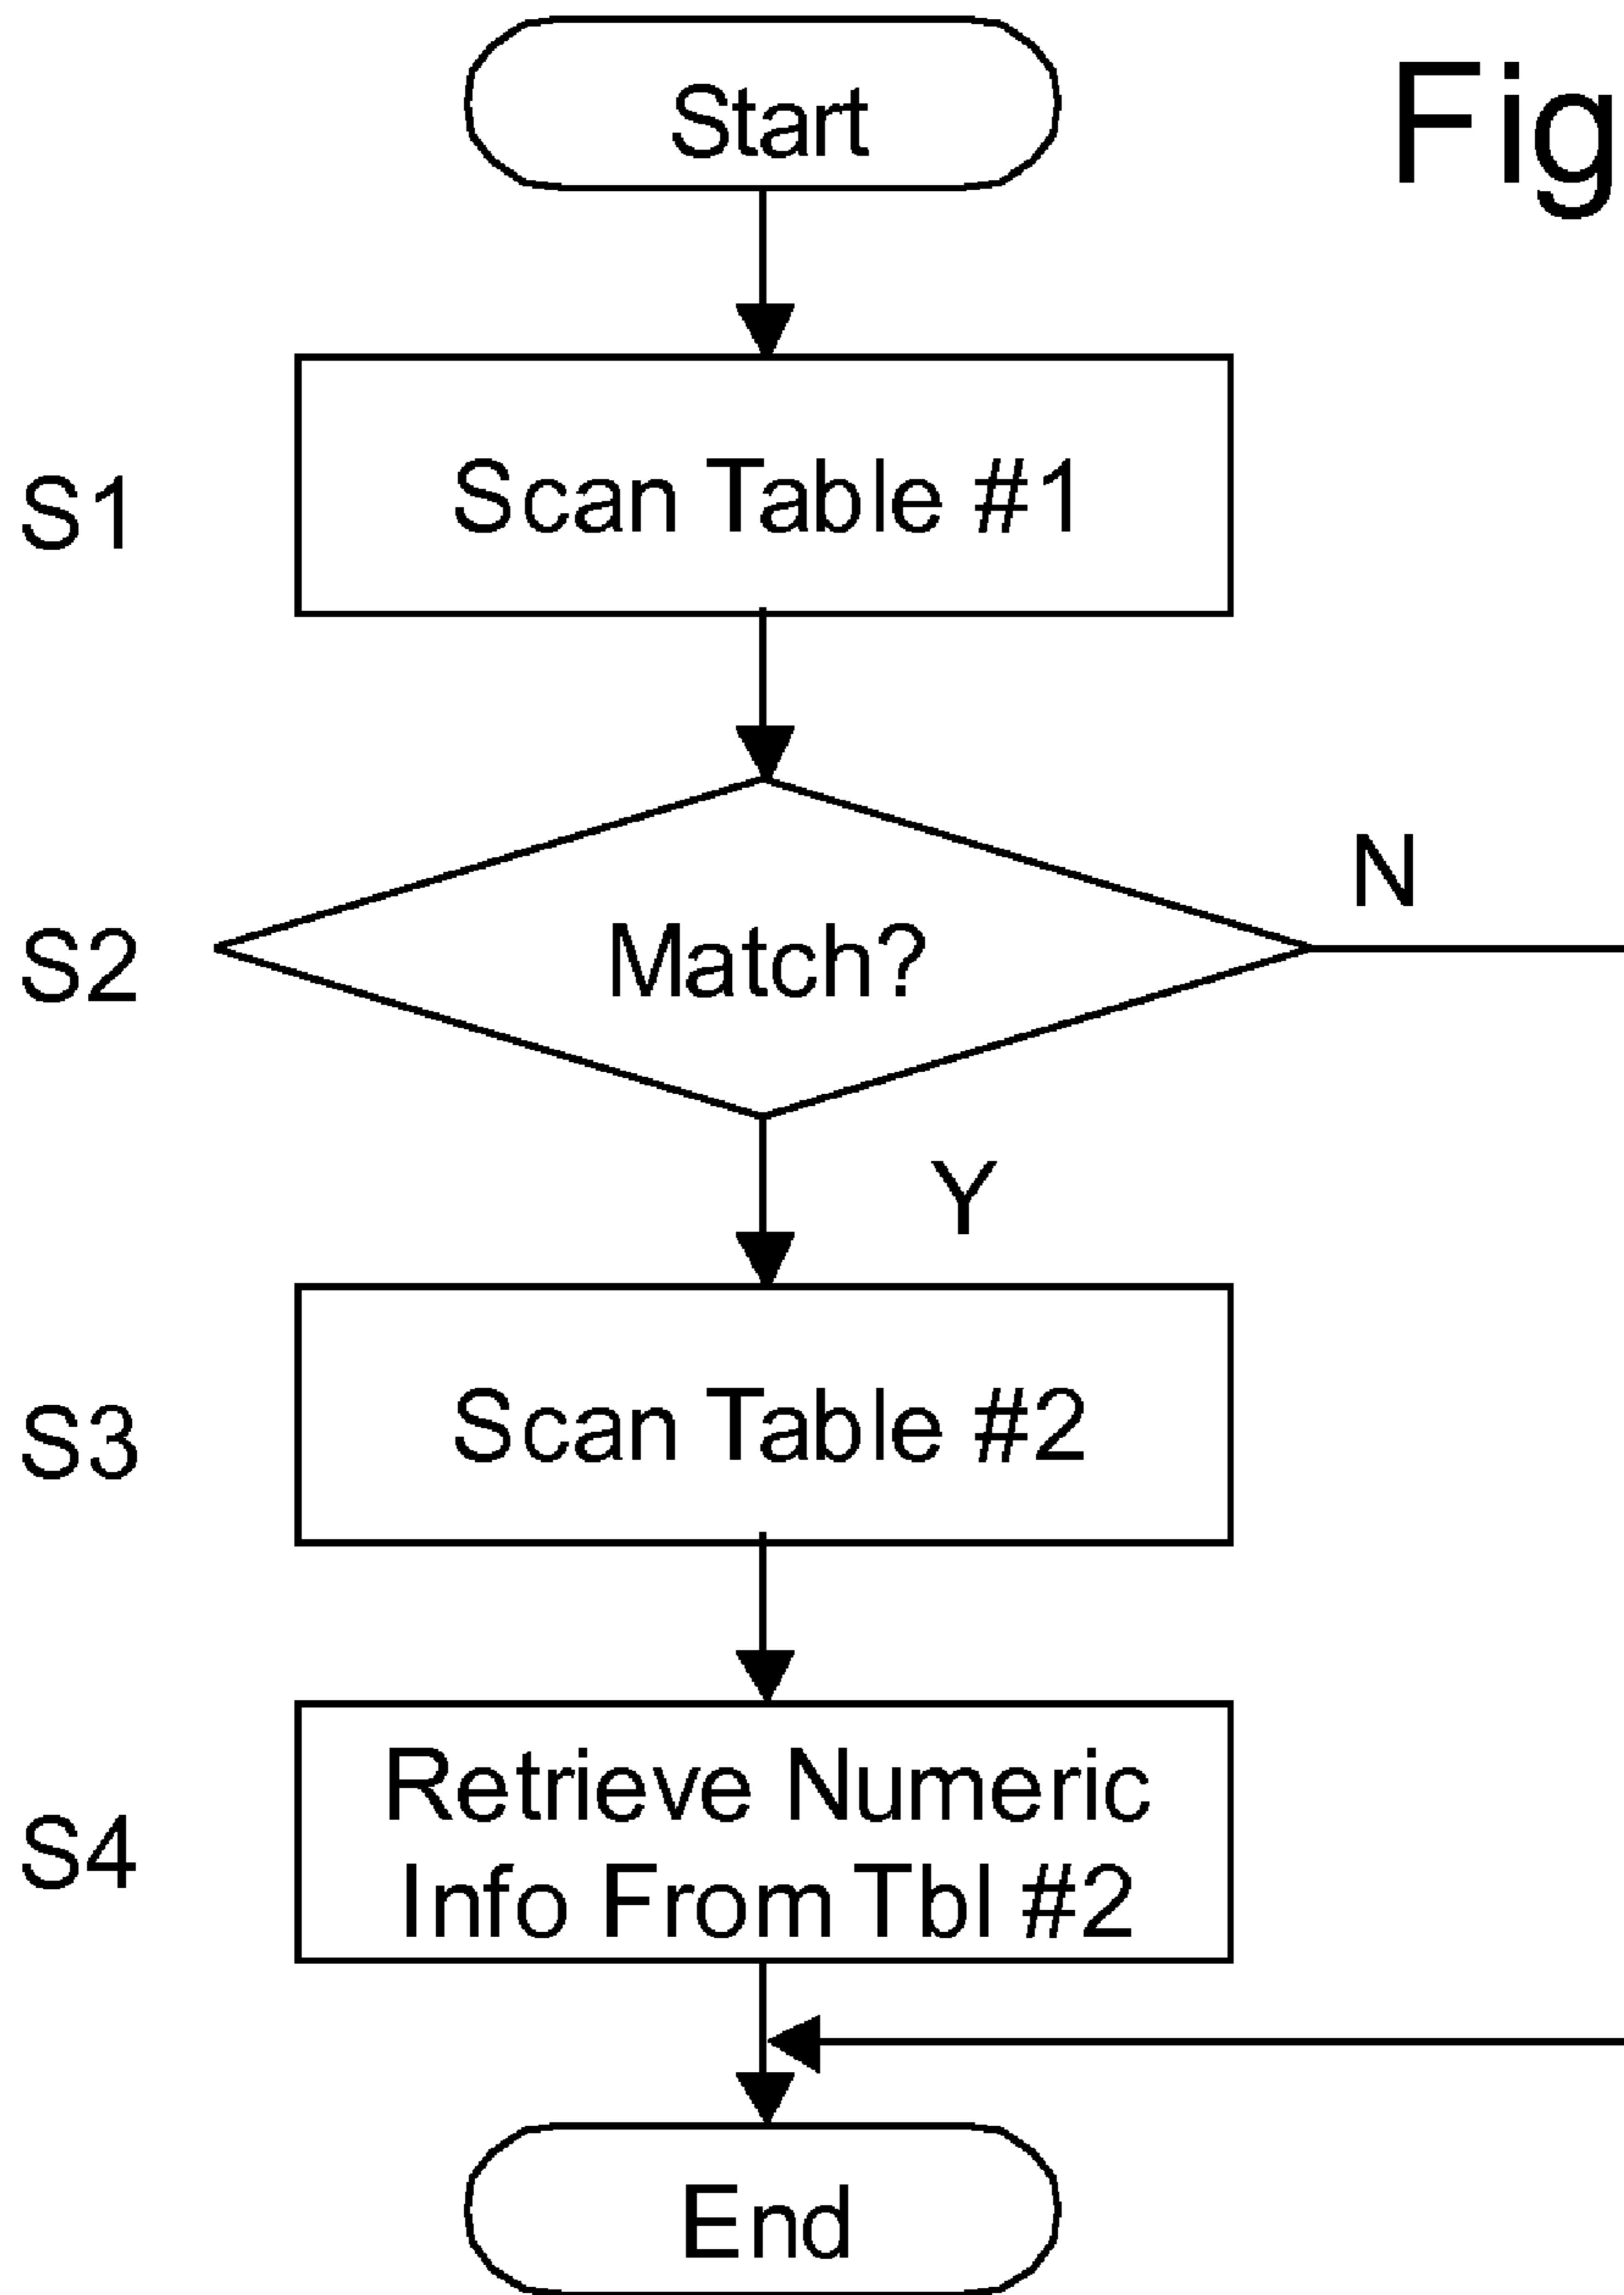 Start
Fig
S1
Scan Table #1
N
S2
Match?
Y
S3
Scan Table #2
S4
Retrieve Numeric
Info From Tbl #2
End